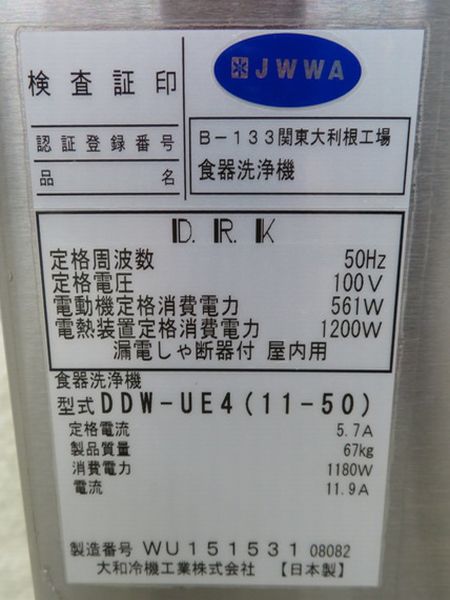 検査証印
JWWA
認証登録番号 B-133関東大利根工場
品名 食器洗浄機
D.R.K
定格周波数 50Hz
定格電圧 100V
電動機定格消費電力 561W
電熱装置定格消費電力 1200W
漏電しゃ断器付 屋内用
食器洗浄機
型式 DDW-UE4(11-50)
定格電流 5.7A
製品質量 67kg
消費電力 1180W
電流 11.9A
製造番号 WU151531 08082
大和冷機工業株式会社 【日本製】